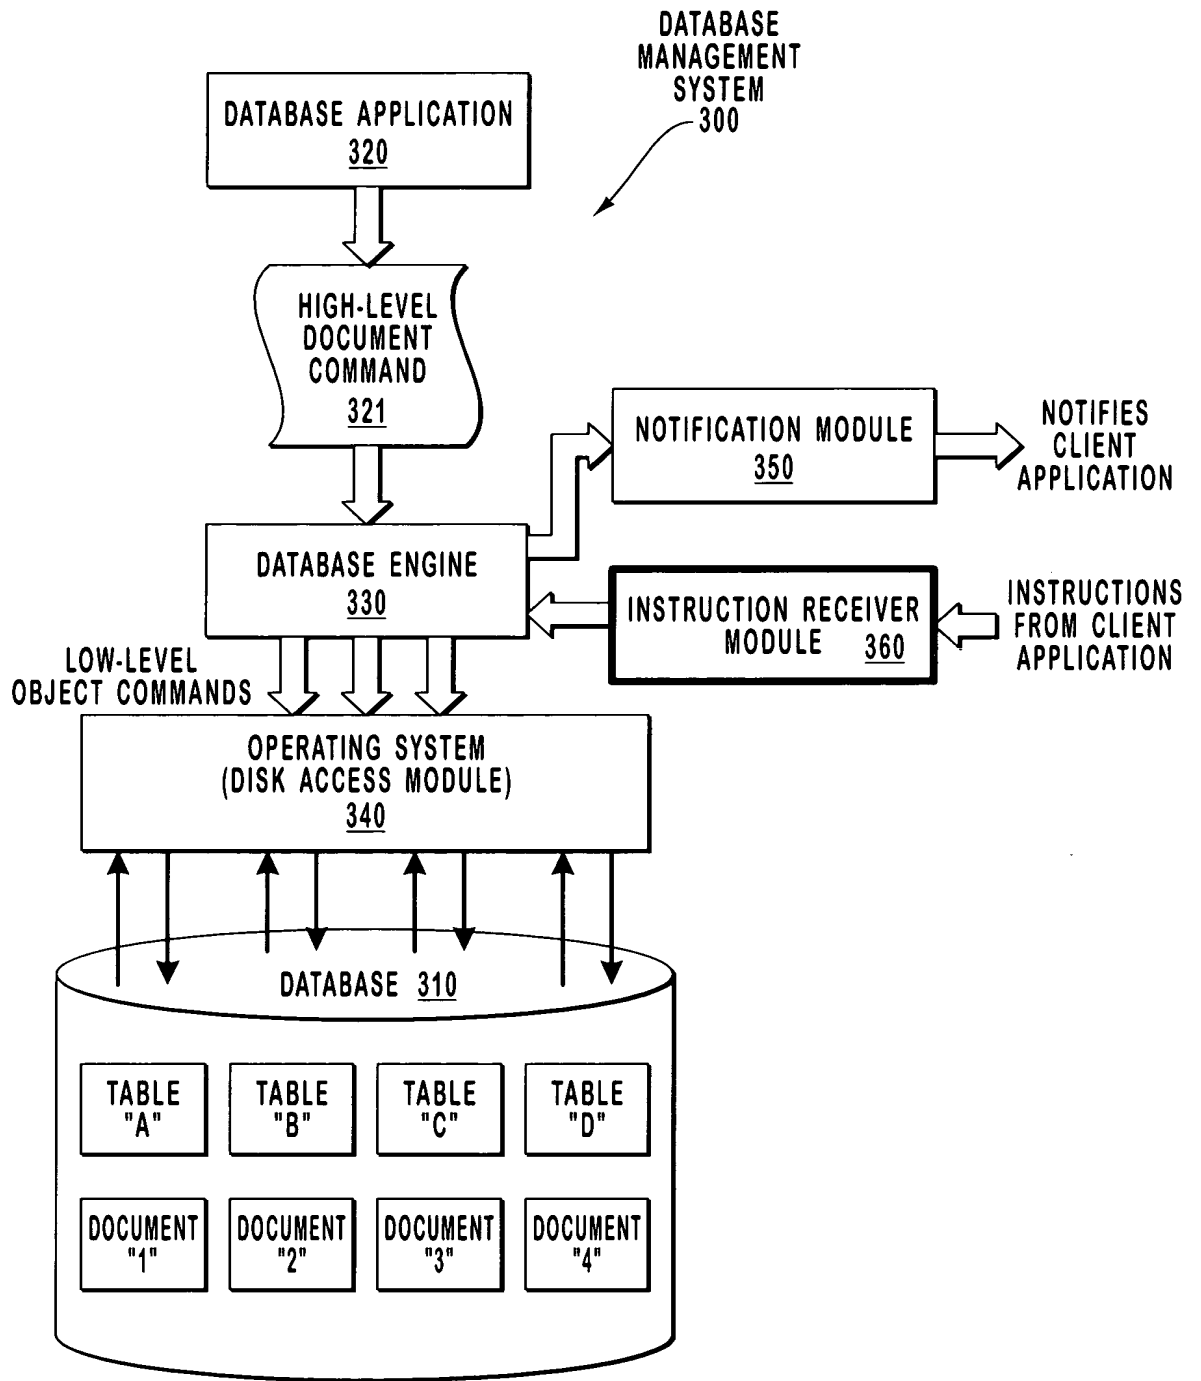 DATABASE
MANAGEMENT
SYSTEM
300
DATABASE APPLICATION
320
HIGH-LEVEL
DOCUMENT
COMMAND
321
NOTIFICATION MODULE
350
NOTIFIES
CLIENT
APPLICATION
DATABASE ENGINE
330
INSTRUCTION RECEIVER
MODULE 360
INSTRUCTIONS
FROM CLIENT
APPLICATION
LOW-LEVEL
OBJECT COMMANDS
OPERATING SYSTEM
(DISK ACCESS MODULE)
340
DATABASE 310
TABLE
"A"
TABLE
"B"
TABLE
"C"
TABLE
"D"
DOCUMENT
"1"
DOCUMENT
"2"
DOCUMENT
"3"
DOCUMENT
"4"